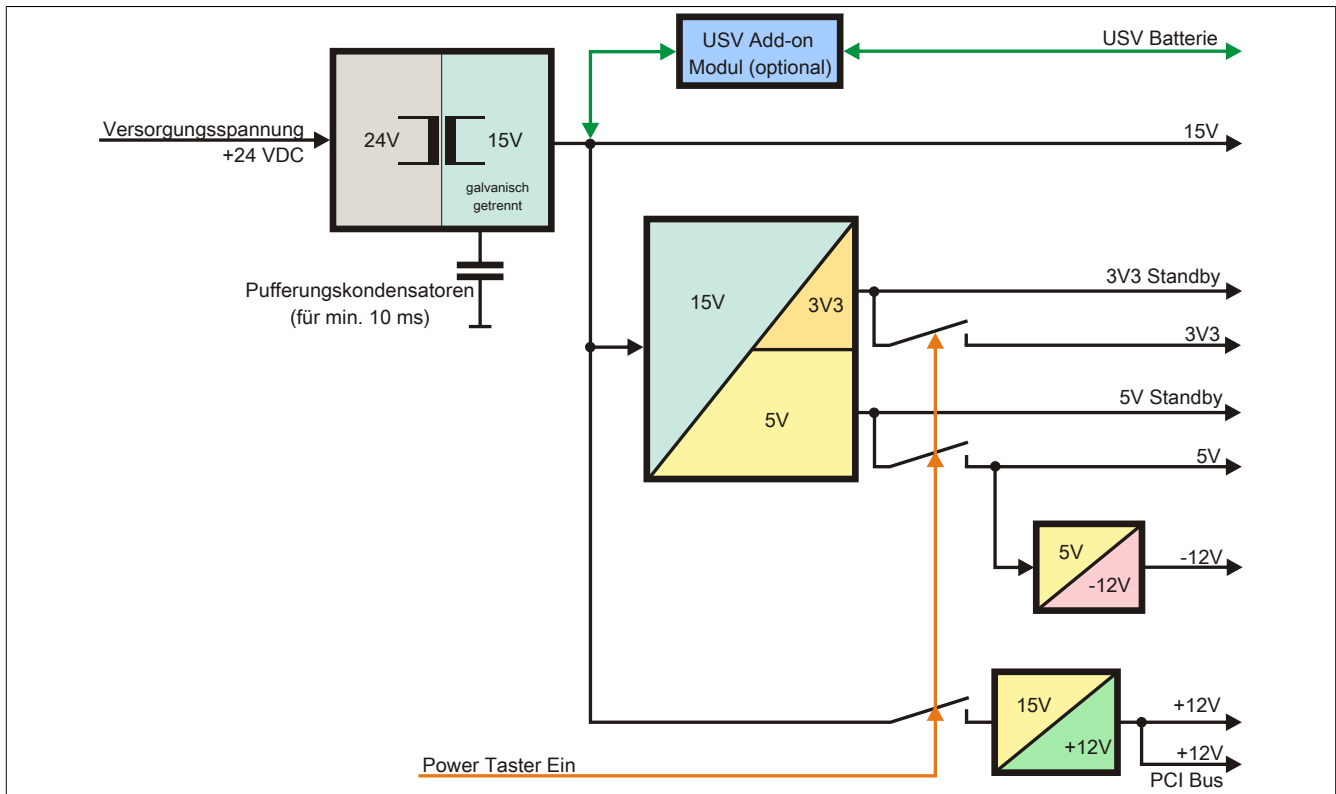 USV Add-on
Modul (optional)
USV Batterie
Versorgungsspannung
+24 VDC
24V
15V
galvanisch
getrennt
15V
Pufferungskondensatoren
(für min. 10 ms)
15V
3V3
5V
3V3 Standby
3V3
5V Standby
5V
5V
-12V
-12V
15V
+12V
+12V
+12V
PCI Bus
Power Taster Ein